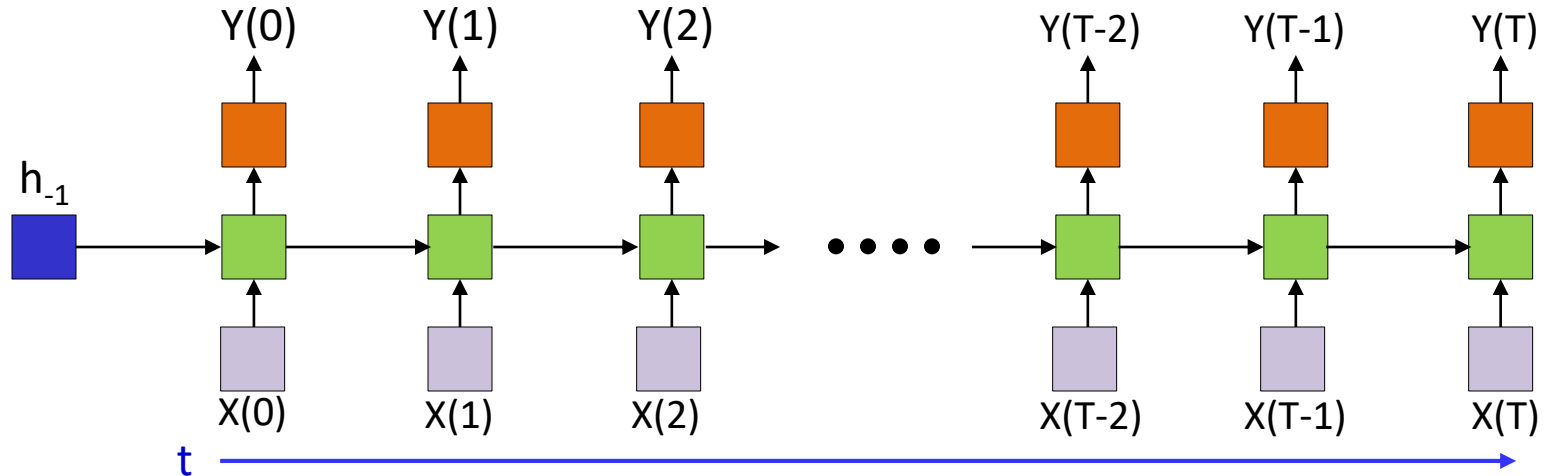 Y(0) Y(1) Y(2) Y(T-2) Y(T-1) Y(T)
h-1
X(0) X(1) X(2) X(T-2) X(T-1) X(T)
t